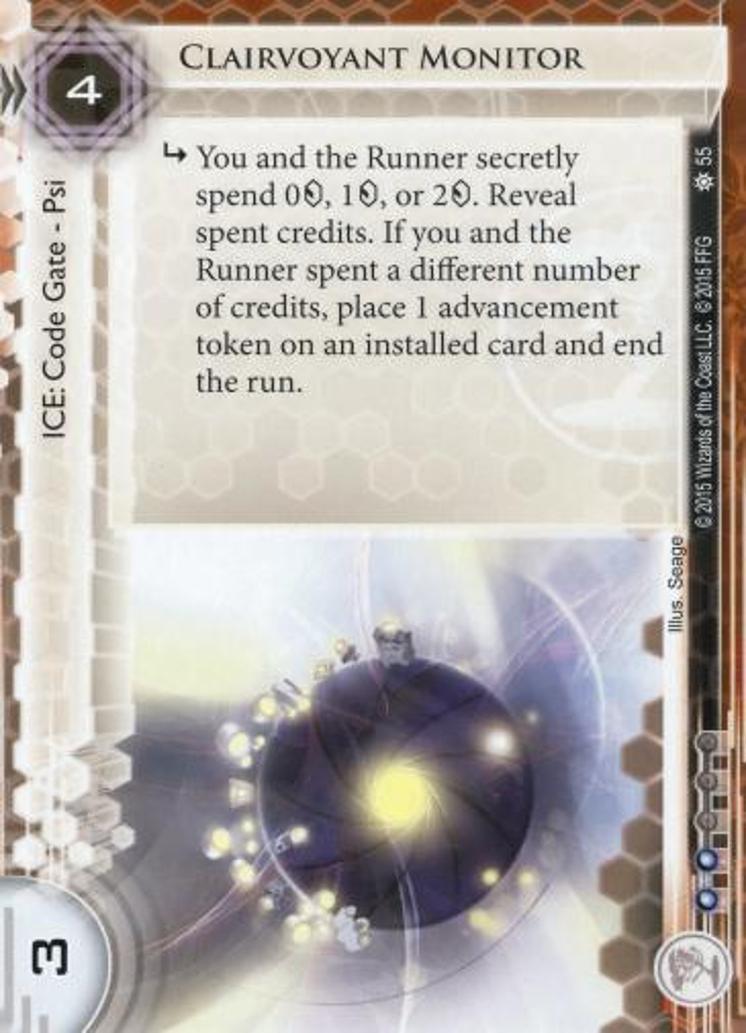 CLAIRVOYANT MONITOR
4
↳ You and the Runner secretly
spend 0, 1, or 2. Reveal
spent credits. If you and the
Runner spent a different number
of credits, place 1 advancement
token on an installed card and end
the run.
ICE: Code Gate - Psi
55
© 2015 Wizards of the Coast LLC. © 2015 FFG
Illus. Seage
3